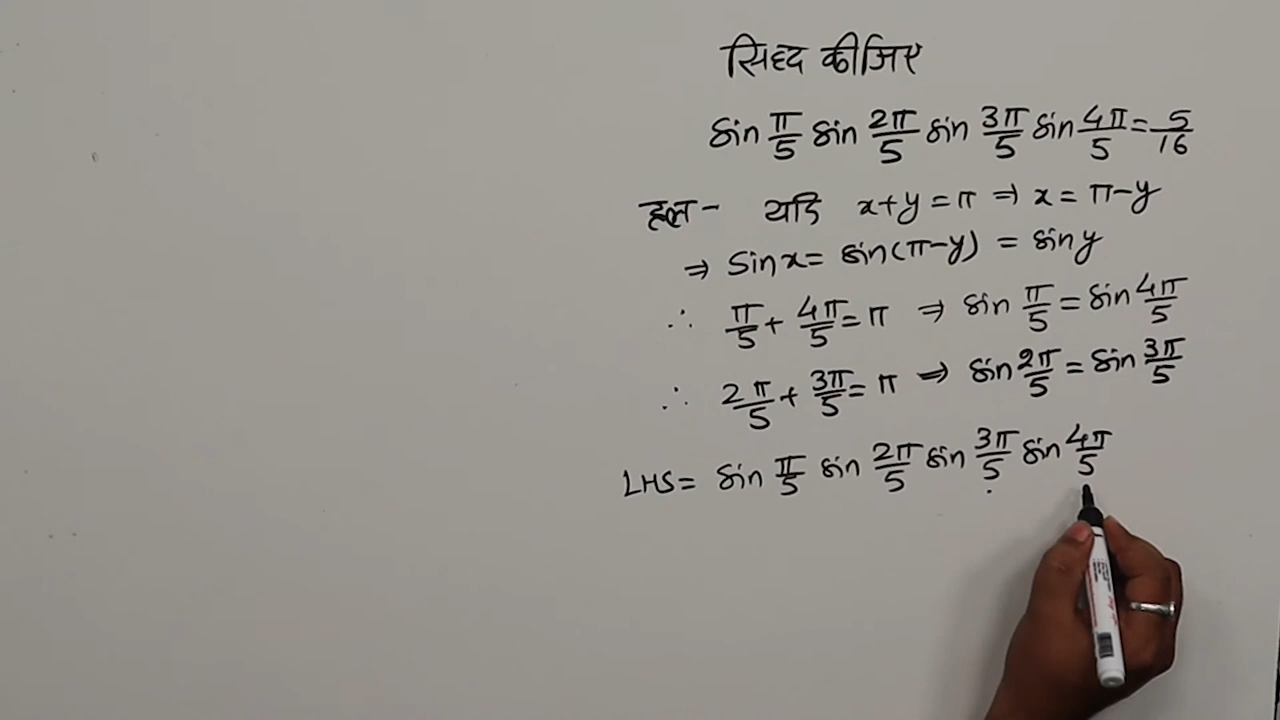 सिध्द कीजिए
sin π/5 sin 2π/5 sin 3π/5 sin 4π/5 = 5/16
हल - यदि x+y = π ⇒ x = π-y
⇒ Sin x = sin(π-y) = sin y
∴ π/5 + 4π/5 = π ⇒ sin π/5 = sin 4π/5
∴ 2π/5 + 3π/5 = π ⇒ sin 2π/5 = sin 3π/5
LHS = sin π/5 sin 2π/5 sin 3π/5 sin 4π/5